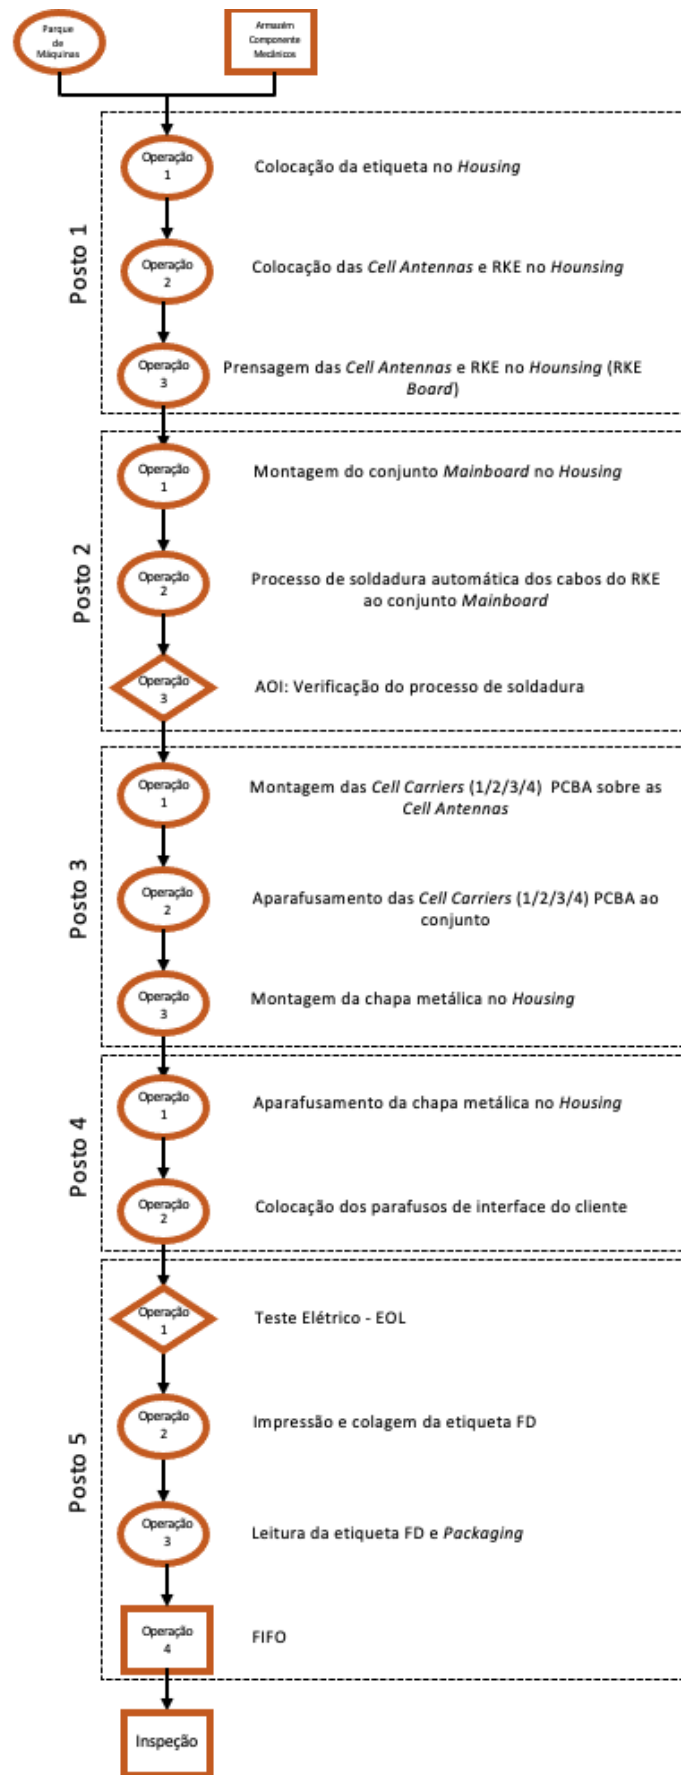 Parque
de
Máquinas
Armazém
Componente
Mecânicos
Posto 1
Operação
1
Colocação da etiqueta no Housing
Operação
2
Colocação das Cell Antennas e RKE no Hounsing
Operação
3
Prensagem das Cell Antennas e RKE no Hounsing (RKE
Board)
Posto 2
Operação
1
Montagem do conjunto Mainboard no Housing
Operação
2
Processo de soldadura automática dos cabos do RKE
ao conjunto Mainboard
Operação
3
AOI: Verificação do processo de soldadura
Posto 3
Operação
1
Montagem das Cell Carriers (1/2/3/4) PCBA sobre as
Cell Antennas
Operação
2
Aparafusamento das Cell Carriers (1/2/3/4) PCBA ao
conjunto
Operação
3
Montagem da chapa metálica no Housing
Posto 4
Operação
1
Aparafusamento da chapa metálica no Housing
Operação
2
Colocação dos parafusos de interface do cliente
Posto 5
Operação
1
Teste Elétrico - EOL
Operação
2
Impressão e colagem da etiqueta FD
Operação
3
Leitura da etiqueta FD e Packaging
Operação
4
FIFO
Inspeção